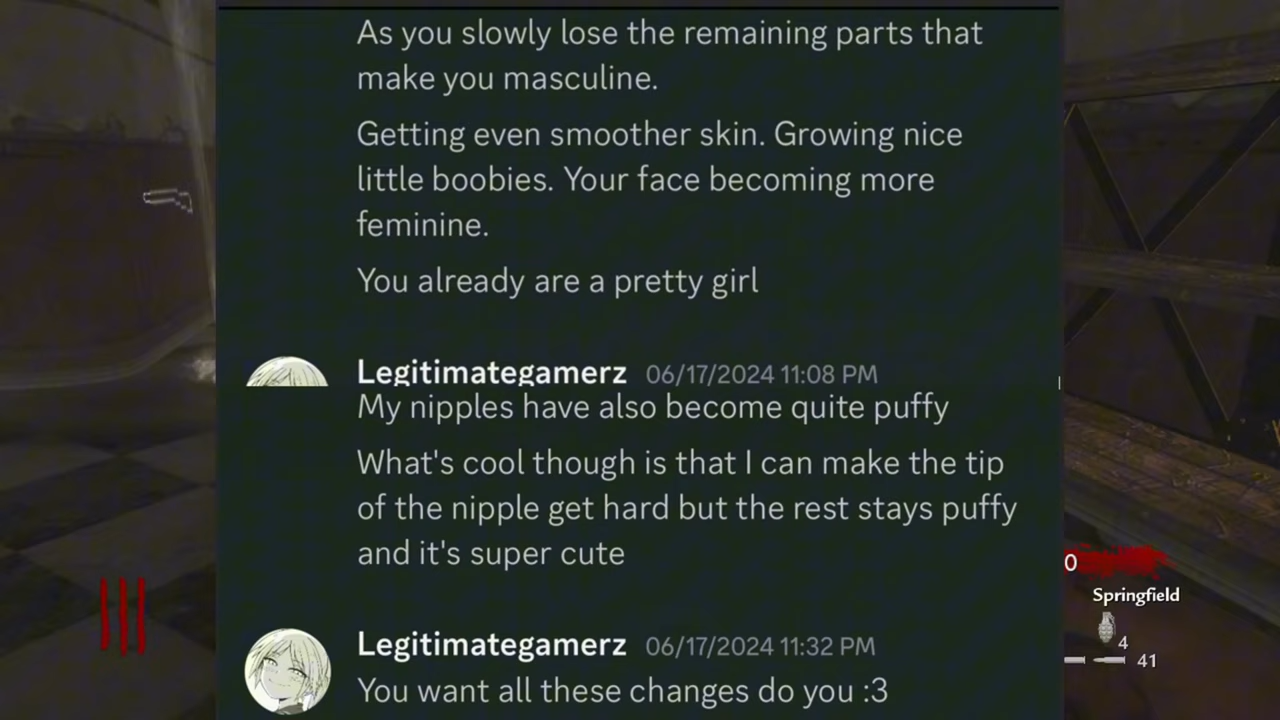 As you slowly lose the remaining parts that
make you masculine.
Getting even smoother skin. Growing nice
little boobies. Your face becoming more
feminine.
You already are a pretty girl
Legitimategamerz 06/17/2024 11:08 PM
My nipples have also become quite puffy
What's cool though is that I can make the tip
of the nipple get hard but the rest stays puffy
and it's super cute
0
Springfield
4
41
Legitimategamerz 06/17/2024 11:32 PM
You want all these changes do you :3